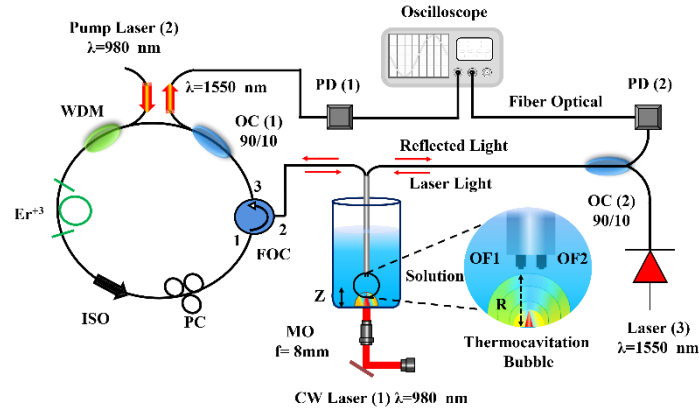 Oscilloscope
Pump Laser (2)
λ=980 nm
λ=1550 nm
PD (1)
PD (2)
Fiber Optical
WDM
OC (1)
90/10
Reflected Light
Laser Light
OC (2)
90/10
Er+3
3
1
2
FOC
ISO
PC
Solution
Z
OF1
OF2
R
Thermocavitation
Bubble
MO
f= 8mm
CW Laser (1) λ=980 nm
Laser (3)
λ=1550 nm